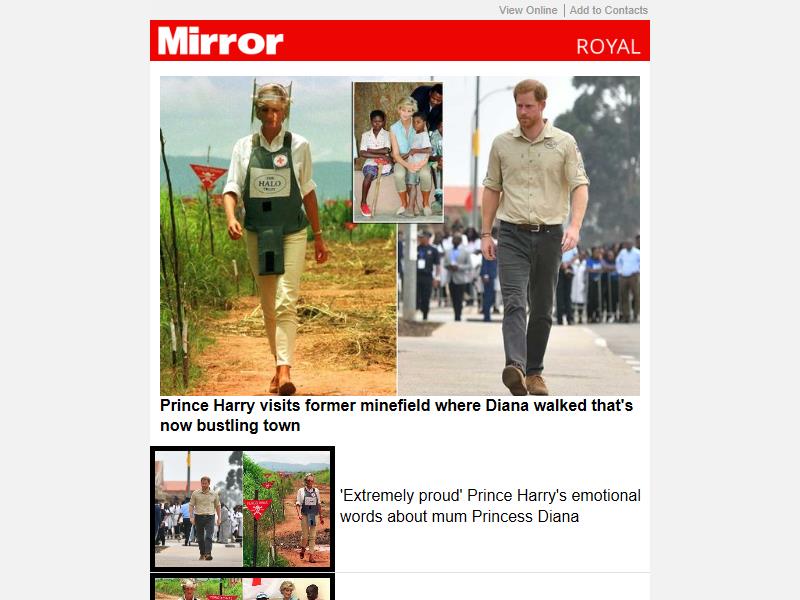 View Online | Add to Contacts
Mirror
ROYAL
THE
HALO
TRUST
Prince Harry visits former minefield where Diana walked that's
now bustling town
'Extremely proud' Prince Harry's emotional
words about mum Princess Diana